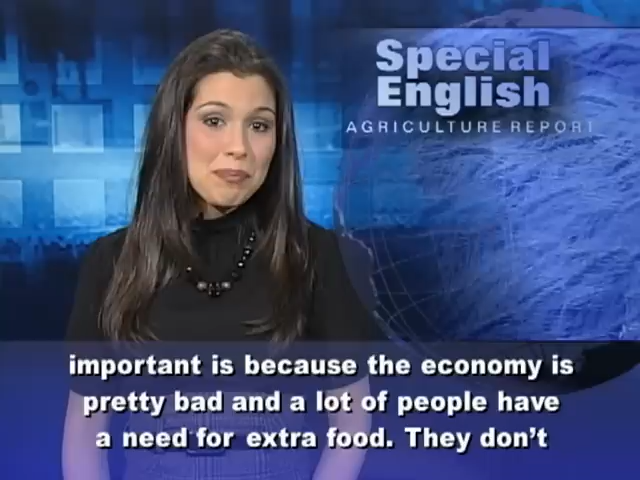 Special
English
AGRICULTURE REPORT
important is because the economy is
pretty bad and a lot of people have
a need for extra food. They don't